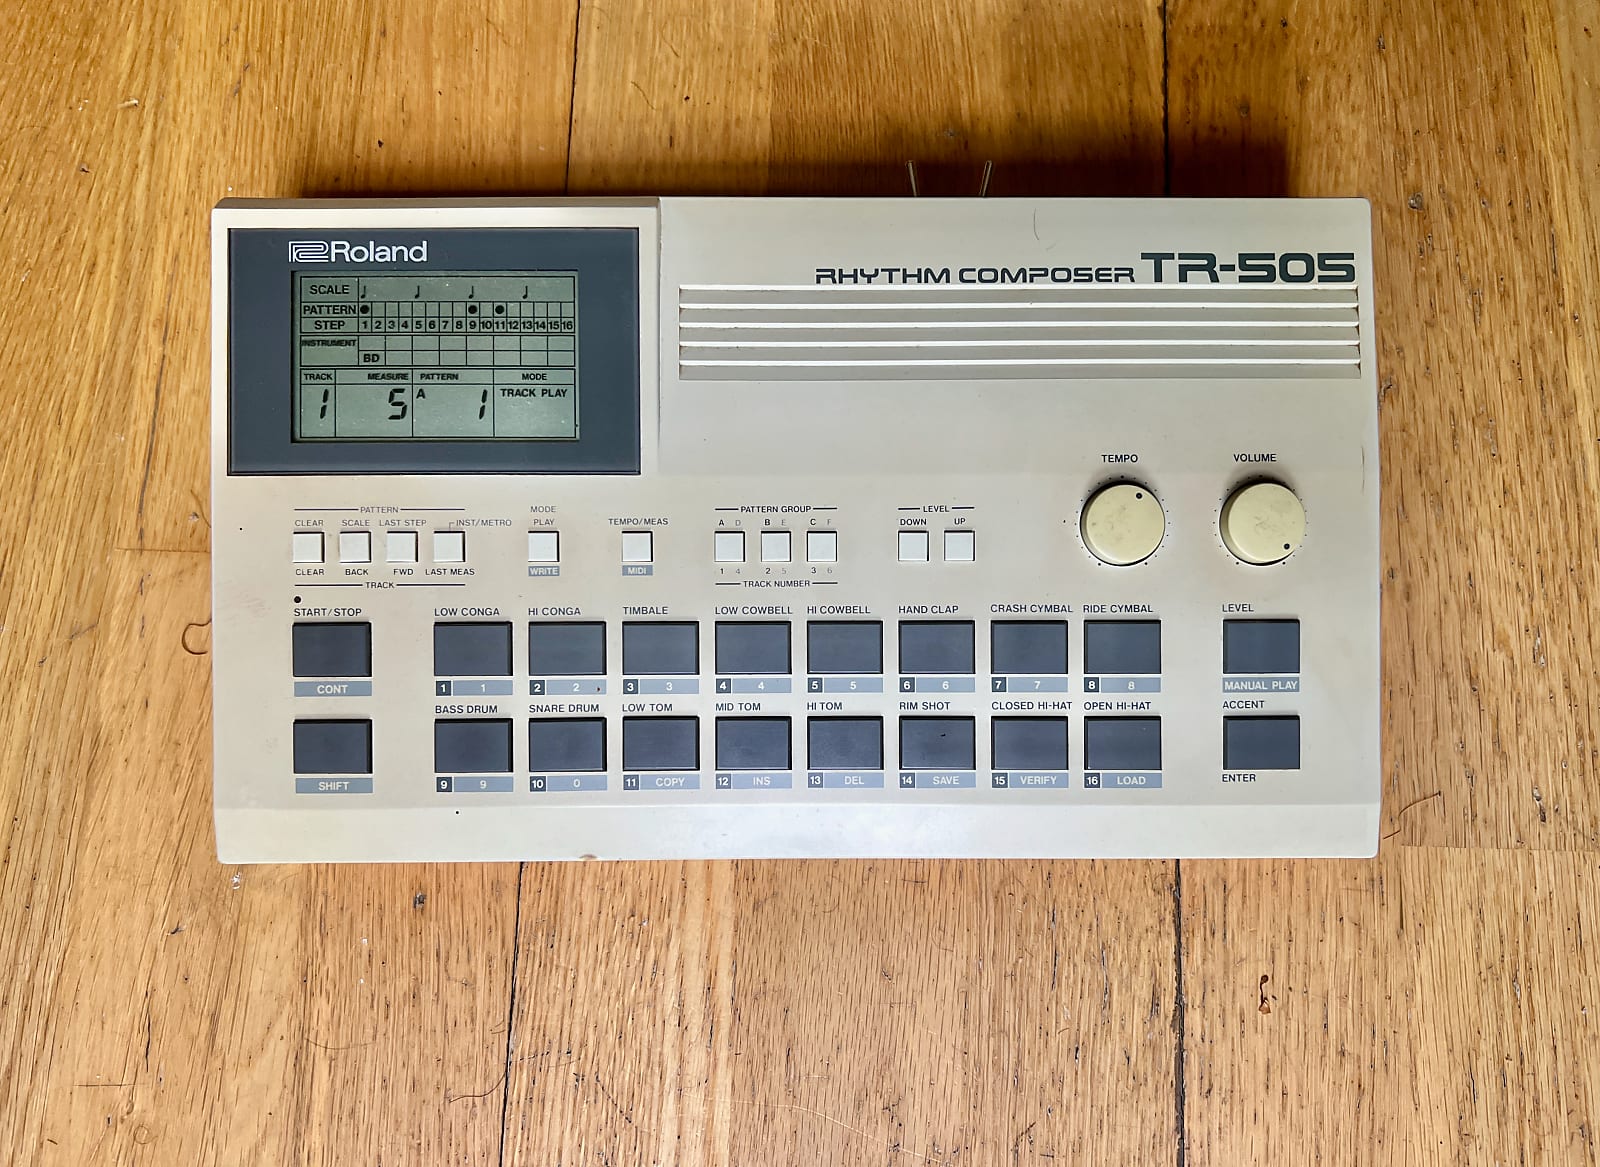 Roland
RHYTHM COMPOSER TR-505
SCALE
PATTERN
STEP 1 2 3 4 5 6 7 8 9 10 11 12 13 14 15 16
INSTRUMENT
BD
TRACK MEASURE PATTERN MODE
1 5 A 1 TRACK PLAY
TEMPO VOLUME
PATTERN
CLEAR SCALE LAST STEP INST/METRO
CLEAR BACK FWD LAST MEAS
TRACK
MODE
PLAY
WRITE
TEMPO/MEAS
MIDI
PATTERN GROUP
A D B E C F
1 4 2 5 3 6
TRACK NUMBER
LEVEL
DOWN UP
START/STOP LOW CONGA HI CONGA TIMBALE LOW COWBELL HI COWBELL HAND CLAP CRASH CYMBAL RIDE CYMBAL LEVEL
CONT 1 1 2 2 3 3 4 4 5 5 6 6 7 7 8 8 MANUAL PLAY
BASS DRUM SNARE DRUM LOW TOM MID TOM HI TOM RIM SHOT CLOSED HI-HAT OPEN HI-HAT ACCENT
SHIFT 9 9 10 0 11 COPY 12 INS 13 DEL 14 SAVE 15 VERIFY 16 LOAD ENTER